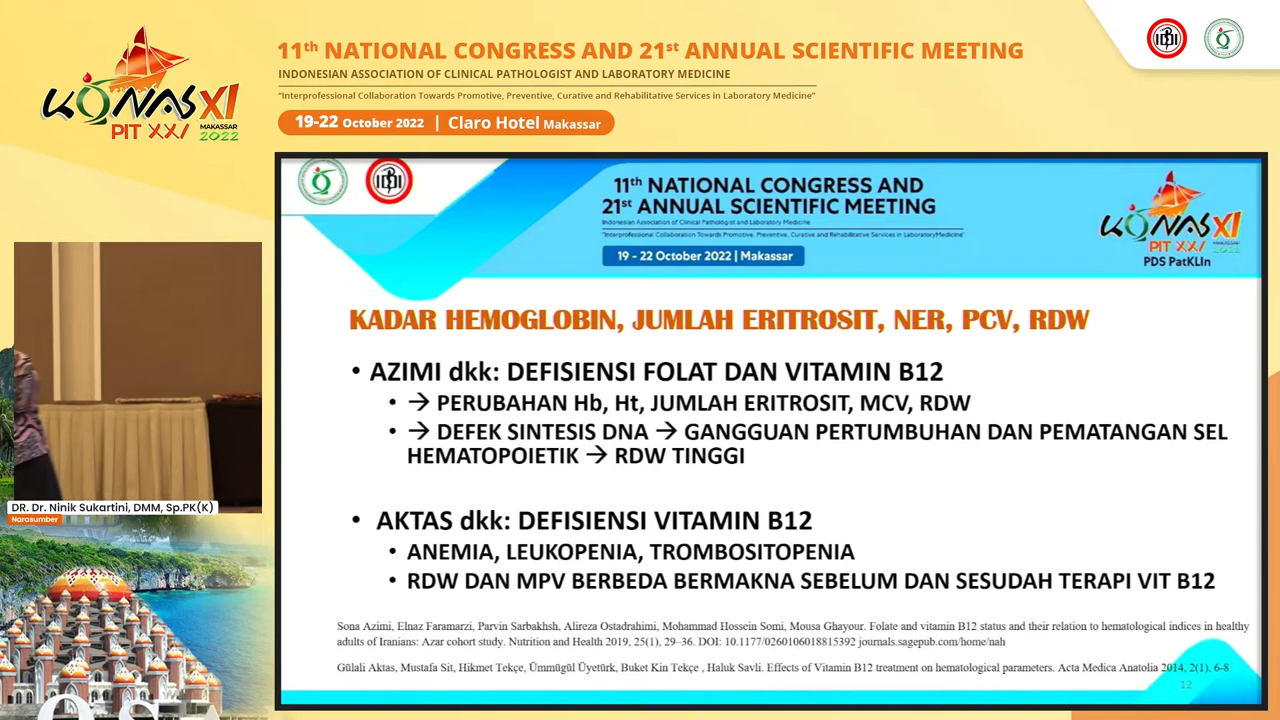 11th NATIONAL CONGRESS AND 21st ANNUAL SCIENTIFIC MEETING
INDONESIAN ASSOCIATION OF CLINICAL PATHOLOGIST AND LABORATORY MEDICINE
"Interprofessional Collaboration Towards Promotive, Preventive, Curative and Rehabilitative Services in Laboratory Medicine"
19-22 October 2022 | Claro Hotel Makassar
KONAS XI
PIT XXI
MAKASSAR
2022
IDI
11th NATIONAL CONGRESS AND
21st ANNUAL SCIENTIFIC MEETING
Indonesian Association of Clinical Pathologist and Laboratory Medicine
"Interprofessional Collaboration Towards Promotive, Preventive, Curative and Rehabilitative Services in LaboratoryMedicine"
19 - 22 October 2022 | Makassar
IDI
KONAS XI
PIT XXI
MAKASSAR
2022
PDS PatKLIn
KADAR HEMOGLOBIN, JUMLAH ERITROSIT, NER, PCV, RDW
• AZIMI dkk: DEFISIENSI FOLAT DAN VITAMIN B12
• → PERUBAHAN Hb, Ht, JUMLAH ERITROSIT, MCV, RDW
• → DEFEK SINTESIS DNA → GANGGUAN PERTUMBUHAN DAN PEMATANGAN SEL
HEMATOPOIETIK → RDW TINGGI
• AKTAS dkk: DEFISIENSI VITAMIN B12
• ANEMIA, LEUKOPENIA, TROMBOSITOPENIA
• RDW DAN MPV BERBEDA BERMAKNA SEBELUM DAN SESUDAH TERAPI VIT B12
Sona Azimi, Elnaz Faramarzi, Parvin Sarbakhsh, Alireza Ostadrahimi, Mohammad Hossein Somi, Mousa Ghayour. Folate and vitamin B12 status and their relation to hematological indices in healthy
adults of Iranians: Azar cohort study. Nutrition and Health 2019, 25(1), 29–36. DOI: 10.1177/0260106018815392 journals.sagepub.com/home/nah
Gülali Aktas, Mustafa Sit, Hikmet Tekçe, Ümmügül Üyetürk, Buket Kin Tekçe , Haluk Savli. Effects of Vitamin B12 treatment on hematological parameters. Acta Medica Anatolia 2014, 2(1), 6-8
12
DR. Dr. Ninik Sukartini, DMM, Sp.PK(K)
Narasumber